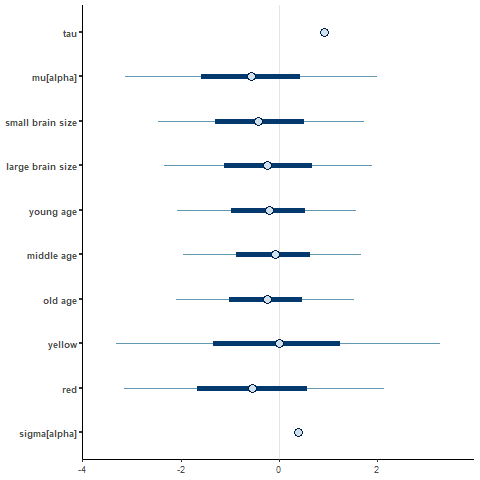 tau
mu[alpha]
small brain size
large brain size
young age
middle age
old age
yellow
red
sigma[alpha]
-4 -2 0 2